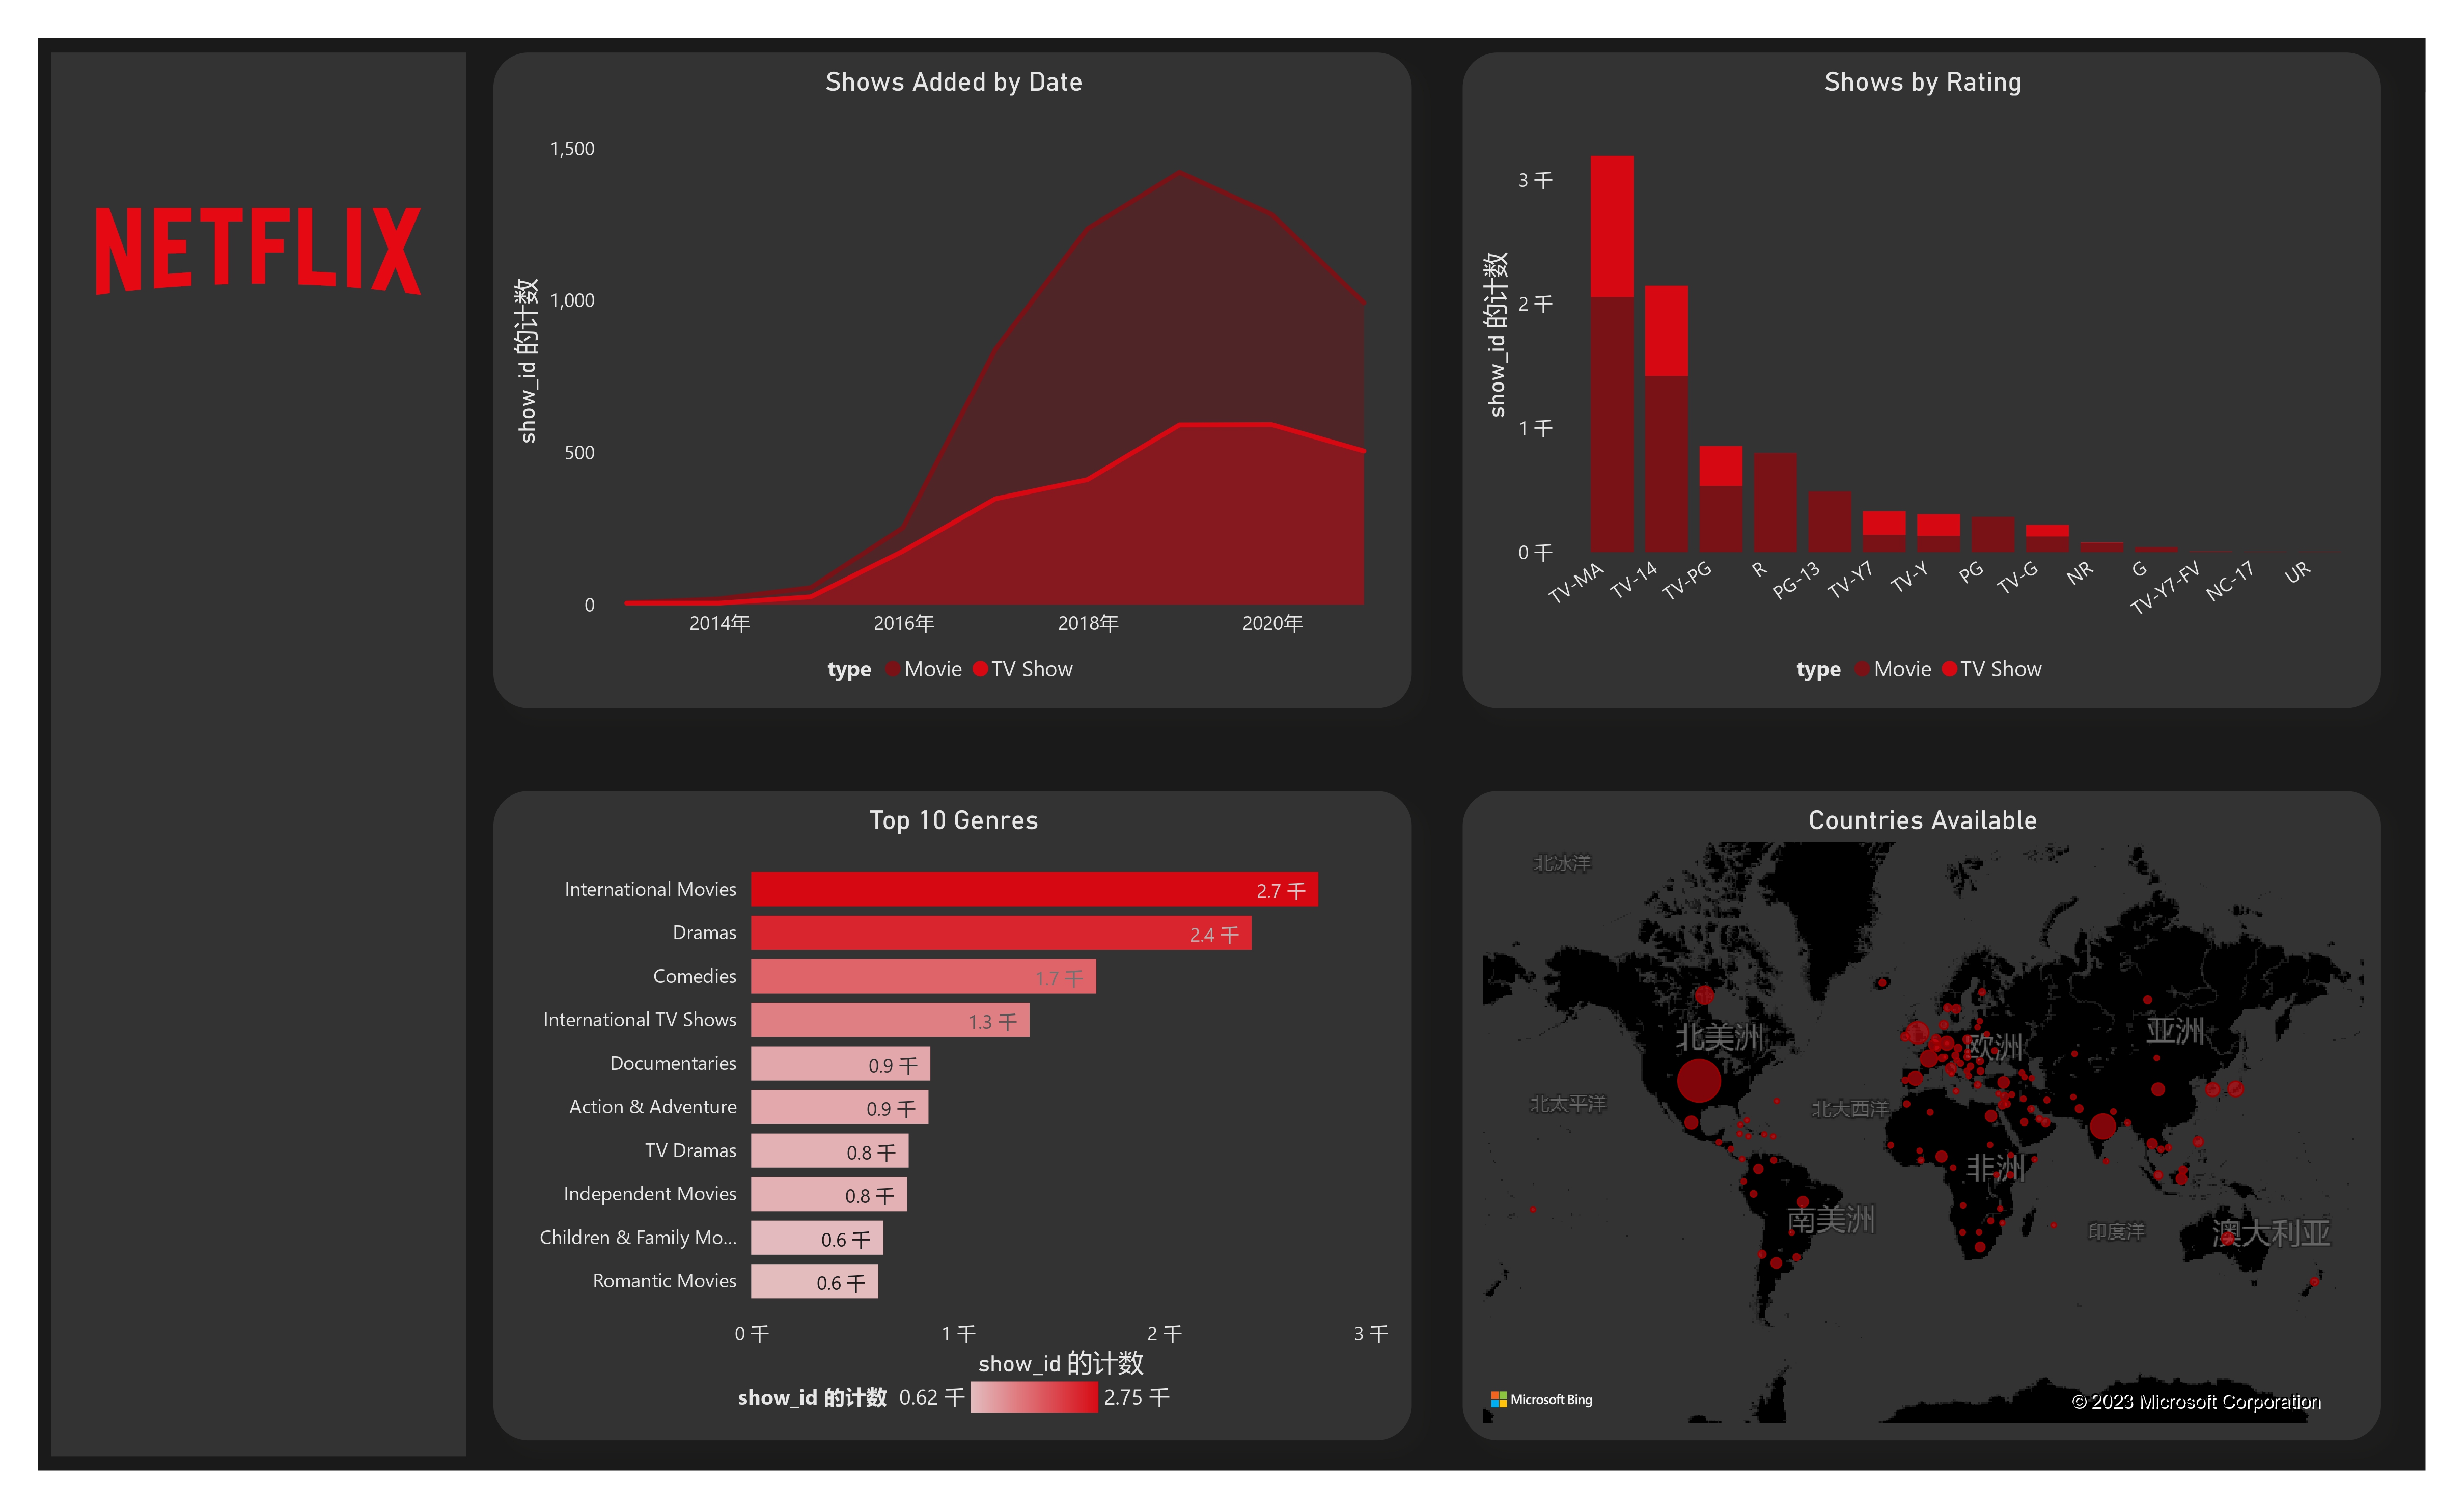 NETFLIX
Shows Added by Date
show_id 的计数
1,500
1,000
500
0
2014年
2016年
2018年
2020年
type Movie TV Show
Shows by Rating
show_id 的计数
3 千
2 千
1 千
0 千
TV-MA
TV-14
TV-PG
R
PG-13
TV-Y7
TV-Y
PG
TV-G
NR
G
TV-Y7-FV
NC-17
UR
type Movie TV Show
Top 10 Genres
International Movies 2.7 千
Dramas 2.4 千
Comedies 1.7 千
International TV Shows 1.3 千
Documentaries 0.9 千
Action & Adventure 0.9 千
TV Dramas 0.8 千
Independent Movies 0.8 千
Children & Family Mo... 0.6 千
Romantic Movies 0.6 千
0 千 1 千 2 千 3 千
show_id 的计数
show_id 的计数 0.62 千 2.75 千
Countries Available
北冰洋
北美洲
欧洲
亚洲
北太平洋
北大西洋
非洲
南美洲
印度洋
澳大利亚
Microsoft Bing
© 2023 Microsoft Corporation